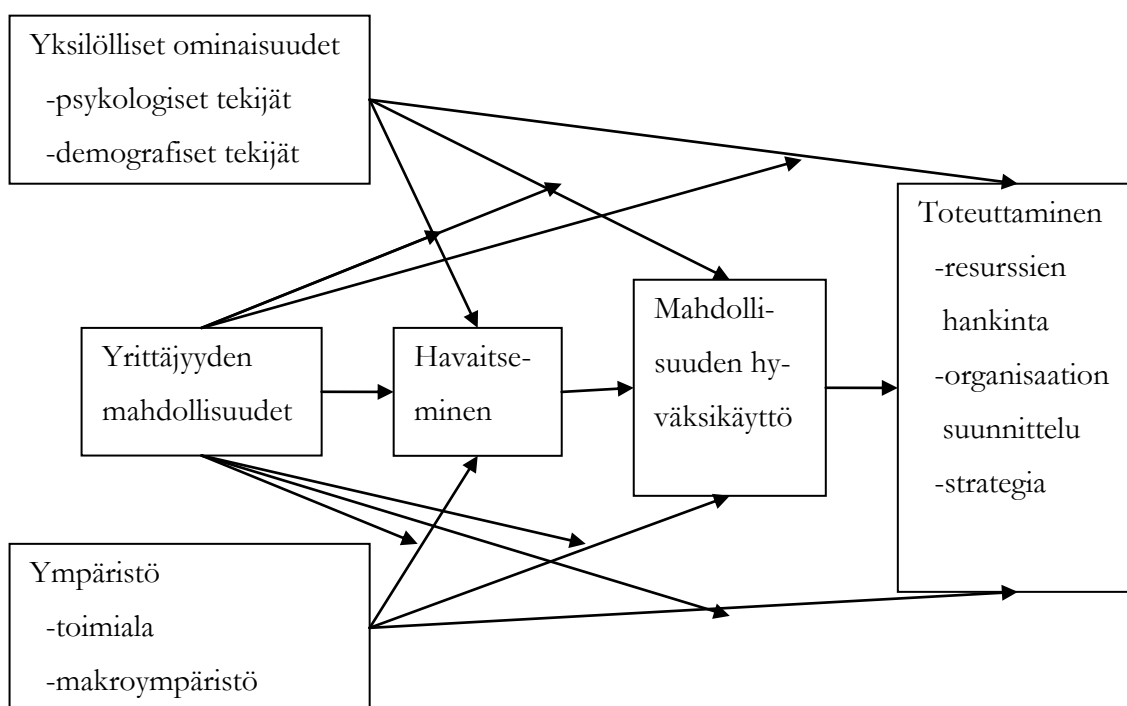 Yksilölliset ominaisuudet
-psykologiset tekijät
-demografiset tekijät
Yrittäjyyden
mahdollisuudet
Havaitse-
minen
Mahdolli-
suuden hy-
väksikäyttö
Toteuttaminen
-resurssien
hankinta
-organisaation
suunnittelu
-strategia
Ympäristö
-toimiala
-makroympäristö